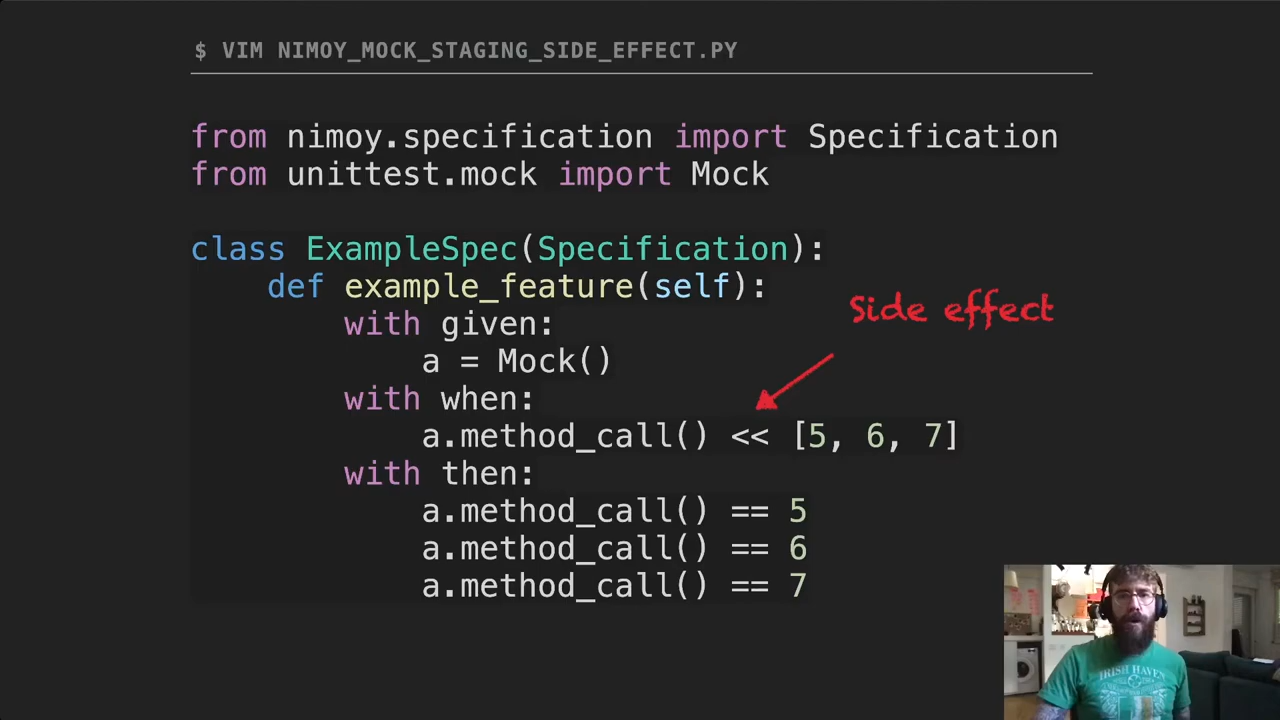 $ VIM NIMOY_MOCK_STAGING_SIDE_EFFECT.PY
from nimoy.specification import Specification
from unittest.mock import Mock
class ExampleSpec(Specification):
def example_feature(self):
Side effect
with given:
a = Mock()
with when:
a.method_call() << [5, 6, 7]
with then:
a.method_call() == 5
a.method_call() == 6
a.method_call() == 7
IRISH HAVEN